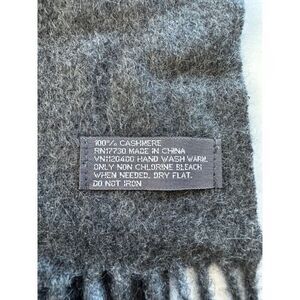 100% CASHMERE
RN17730 MADE IN CHINA
VN1120400 HAND WASH WARM,
ONLY NON CHLORINE BLEACH
WHEN NEEDED. DRY FLAT.
DO NOT IRON